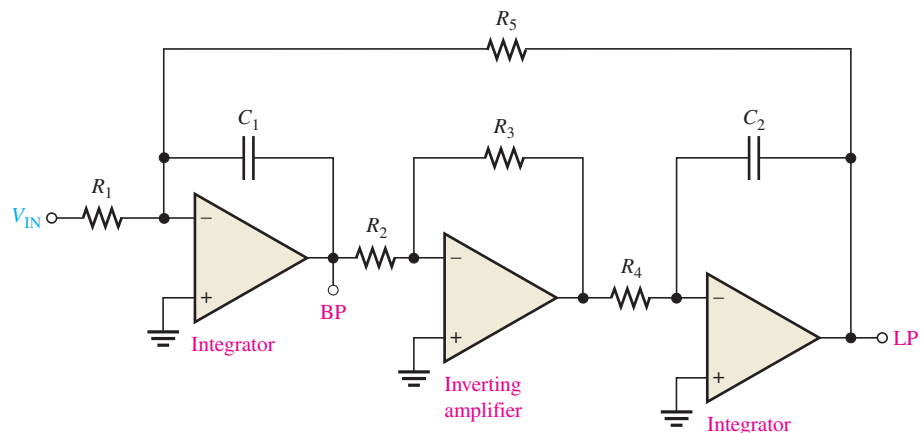 R5
C1
R3
C2
R1
VIN
−
R2
+
BP
Integrator
−
R4
+
Inverting
amplifier
−
LP
+
Integrator